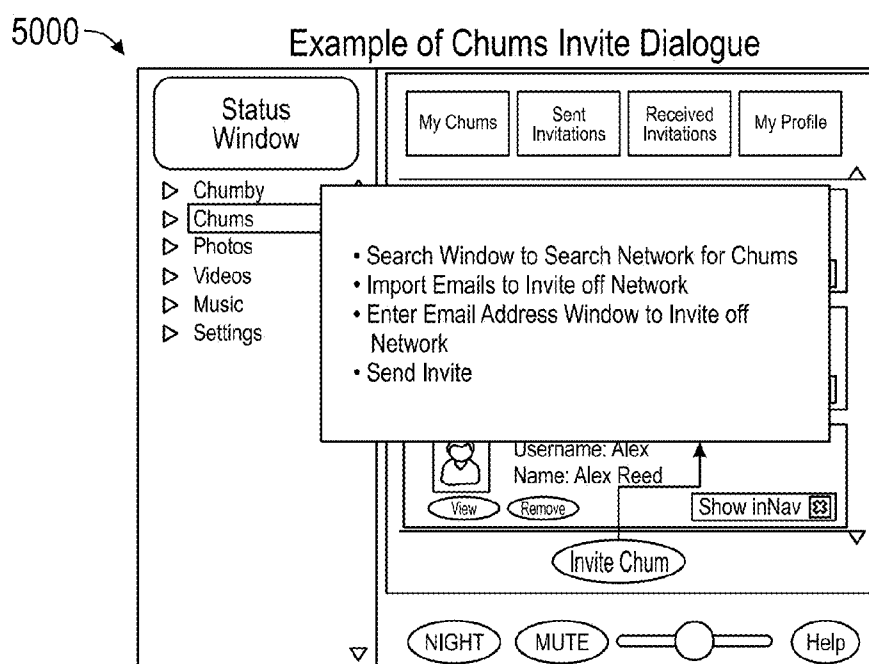 5000
Example of Chums Invite Dialogue
Status
Window
My Chums
Sent
Invitations
Received
Invitations
My Profile
Chumby
Chums
Photos
Videos
Music
Settings
• Search Window to Search Network for Chums
• Import Emails to Invite off Network
• Enter Email Address Window to Invite off
Network
• Send Invite
Username: Alex
Name: Alex Reed
View
Remove
Show inNav
Invite Chum
NIGHT
MUTE
Help